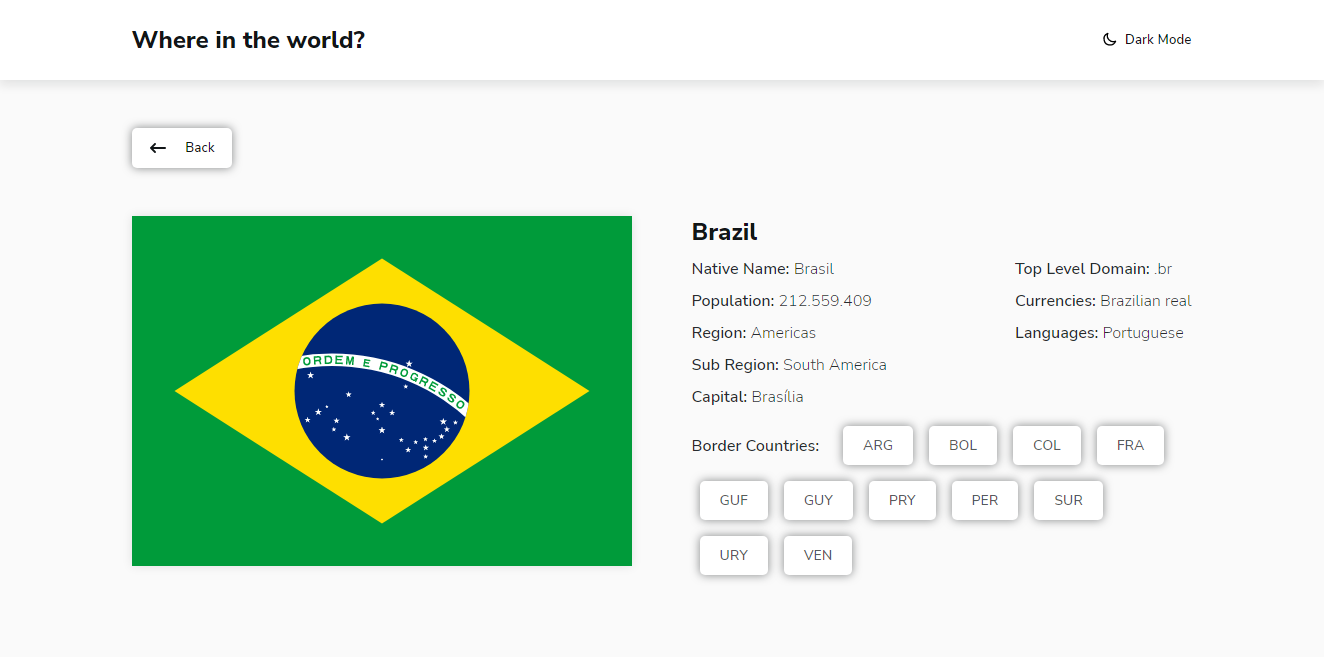 Where in the world?
Dark Mode
Back
ORDEM E PROGRESSO
Brazil
Native Name: Brasil
Population: 212.559.409
Region: Americas
Sub Region: South America
Capital: Brasília
Top Level Domain: .br
Currencies: Brazilian real
Languages: Portuguese
Border Countries: ARG BOL COL FRA
GUF GUY PRY PER SUR
URY VEN